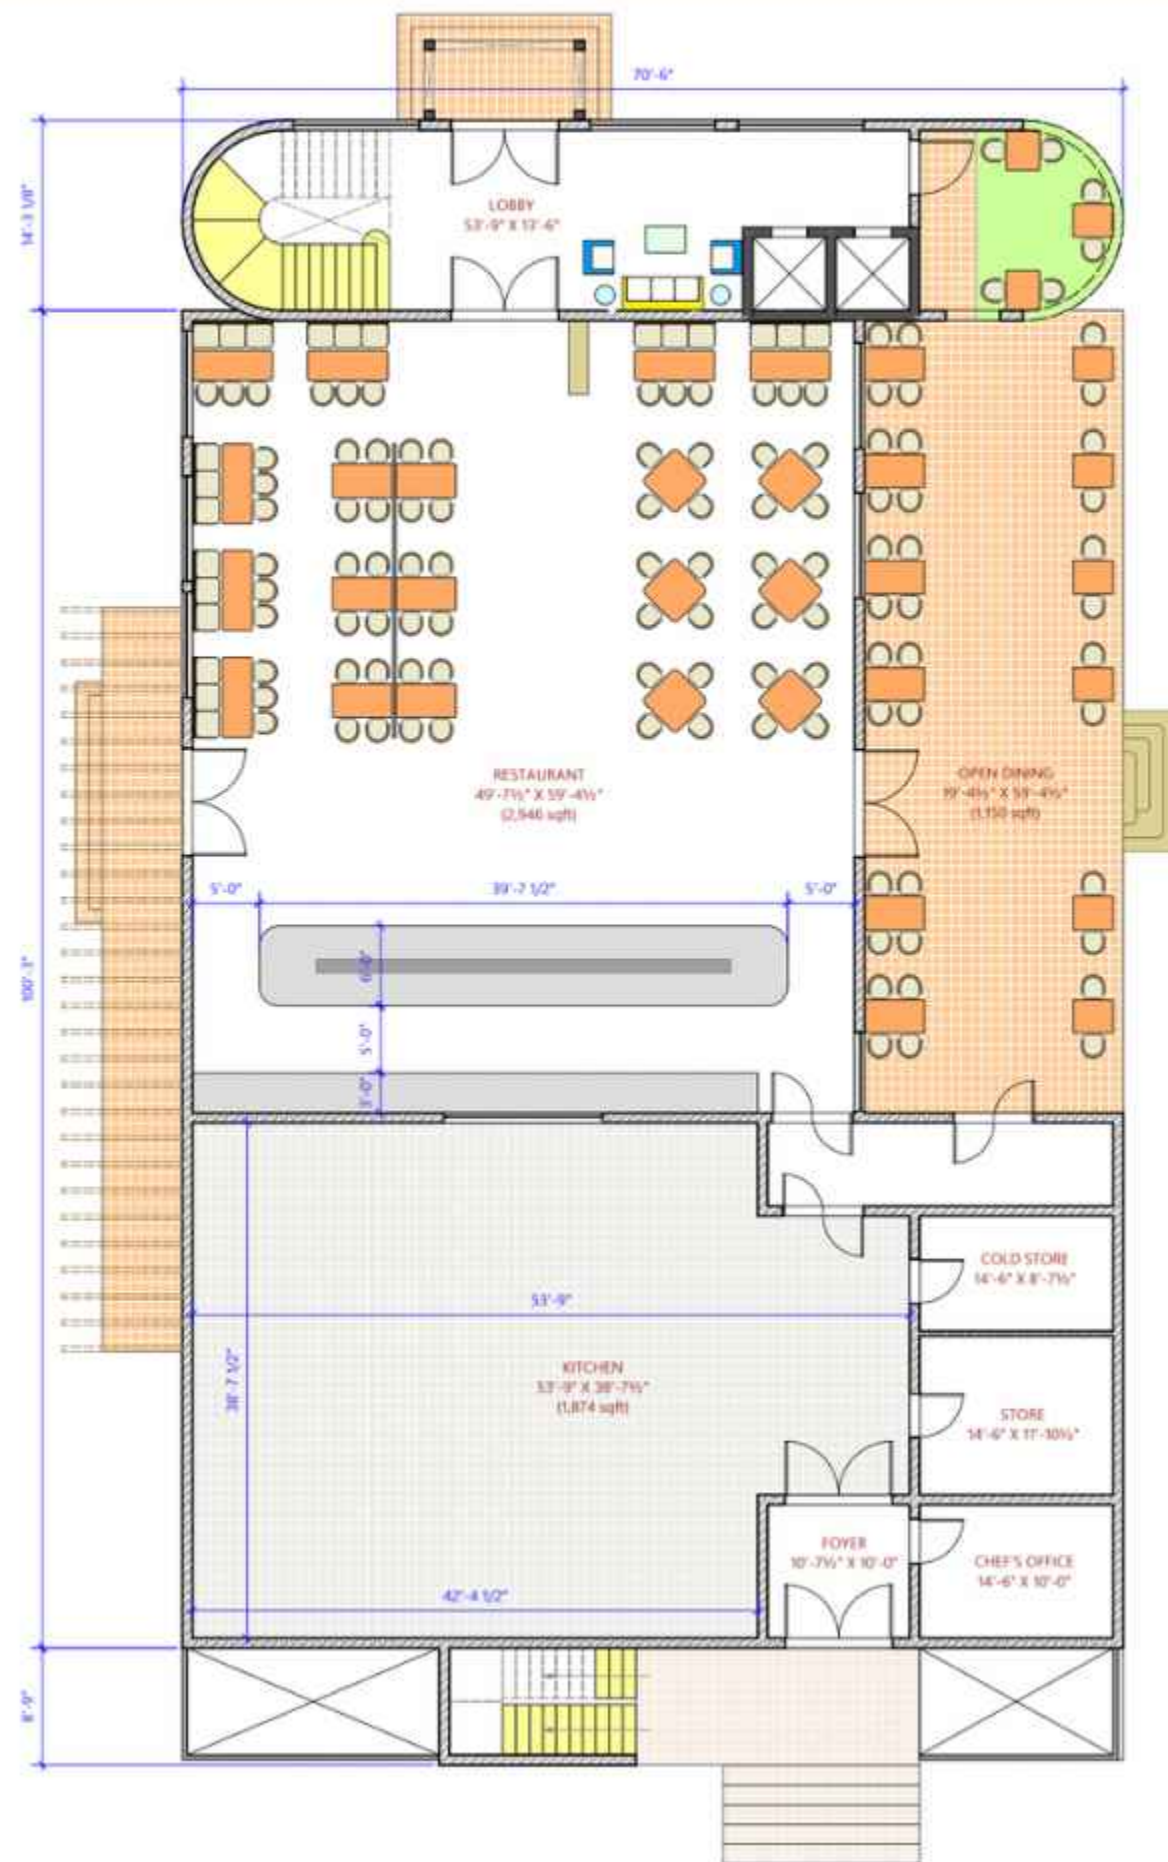 70'-6"
14'-3 1/8"
LOBBY
53'-9" X 13'-6"
RESTAURANT
49'-7½" X 59'-4½"
(2,946 sqft)
OPEN DINING
19'-4½" X 59'-4½"
(1,150 sqft)
5'-0"
39'-7 1/2"
5'-0"
6'-0"
100'-3"
5'-0"
3'-0"
COLD STORE
14'-6" X 8'-7½"
53'-9"
38'-7 1/2"
KITCHEN
53'-9" X 38'-7½"
(1,874 sqft)
STORE
14'-6" X 11'-10½"
FOYER
10'-7½" X 10'-0"
CHEF'S OFFICE
14'-6" X 10'-0"
42'-4 1/2"
8'-9"